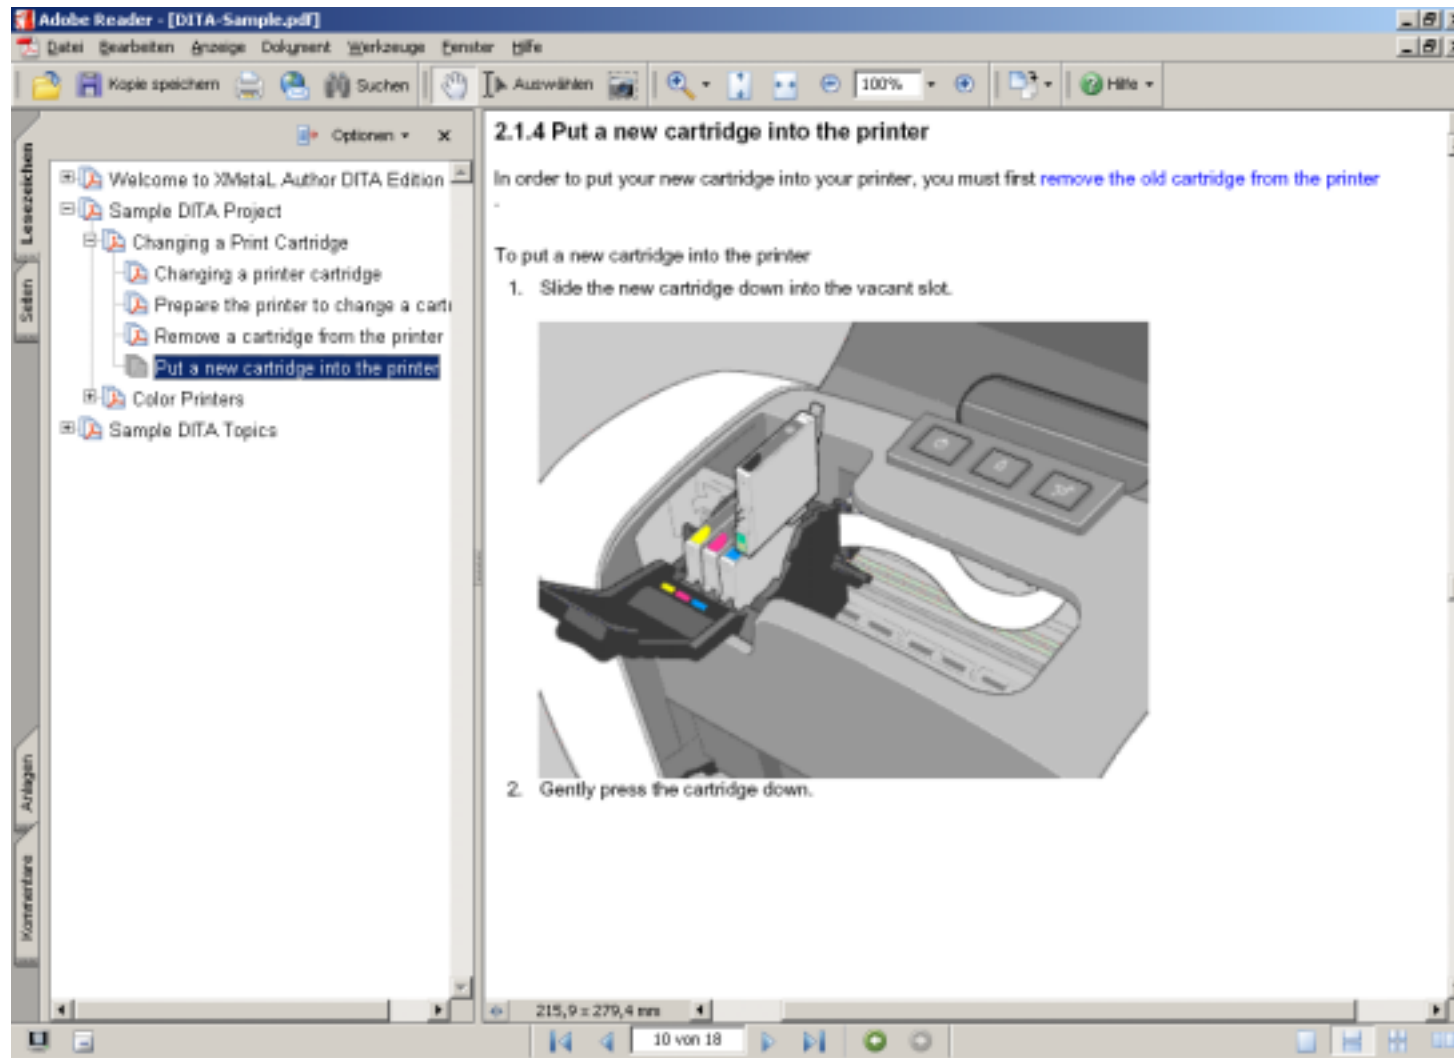 Adobe Reader - [DITA-Sample.pdf]
Datei Bearbeiten Anzeige Dokument Werkzeuge Fenster Hilfe
Kopie speichern Suchen Auswählen 100% Hilfe
Lesezeichen
Seiten
Anlagen
Kommentare
Optionen x
Welcome to XMetaL Author DITA Edition
Sample DITA Project
Changing a Print Cartridge
Changing a printer cartridge
Prepare the printer to change a cart
Remove a cartridge from the printer
Put a new cartridge into the printer
Color Printers
Sample DITA Topics
2.1.4 Put a new cartridge into the printer
In order to put your new cartridge into your printer, you must first remove the old cartridge from the printer
.
To put a new cartridge into the printer
1. Slide the new cartridge down into the vacant slot.
2. Gently press the cartridge down.
215,9 x 279,4 mm
10 von 18